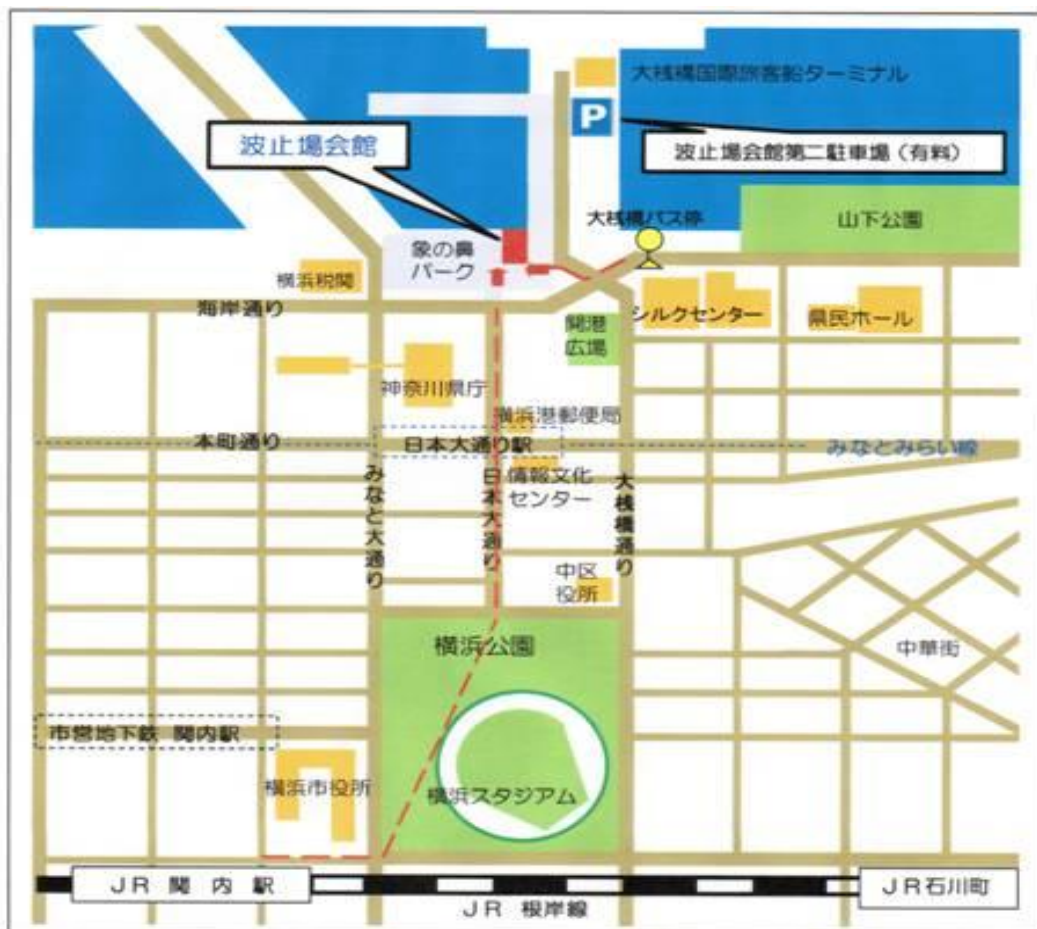 大桟橋国際旅客船ターミナル
P
波止場会館
波止場会館第二駐車場(有料)
大桟橋バス停
山下公園
象の鼻
パーク
横浜税関
海岸通り
シルクセンター
県民ホール
開港
広場
神奈川県庁
横浜港郵便局
本町通り
日本大通り駅
みなとみらい線
みなと大通り
日本大通り
情報文化
センター
大桟橋通り
中区
役所
横浜公園
中華街
市営地下鉄 関内駅
横浜市役所
横浜スタジアム
JR関内駅
JR石川町
JR 根岸線